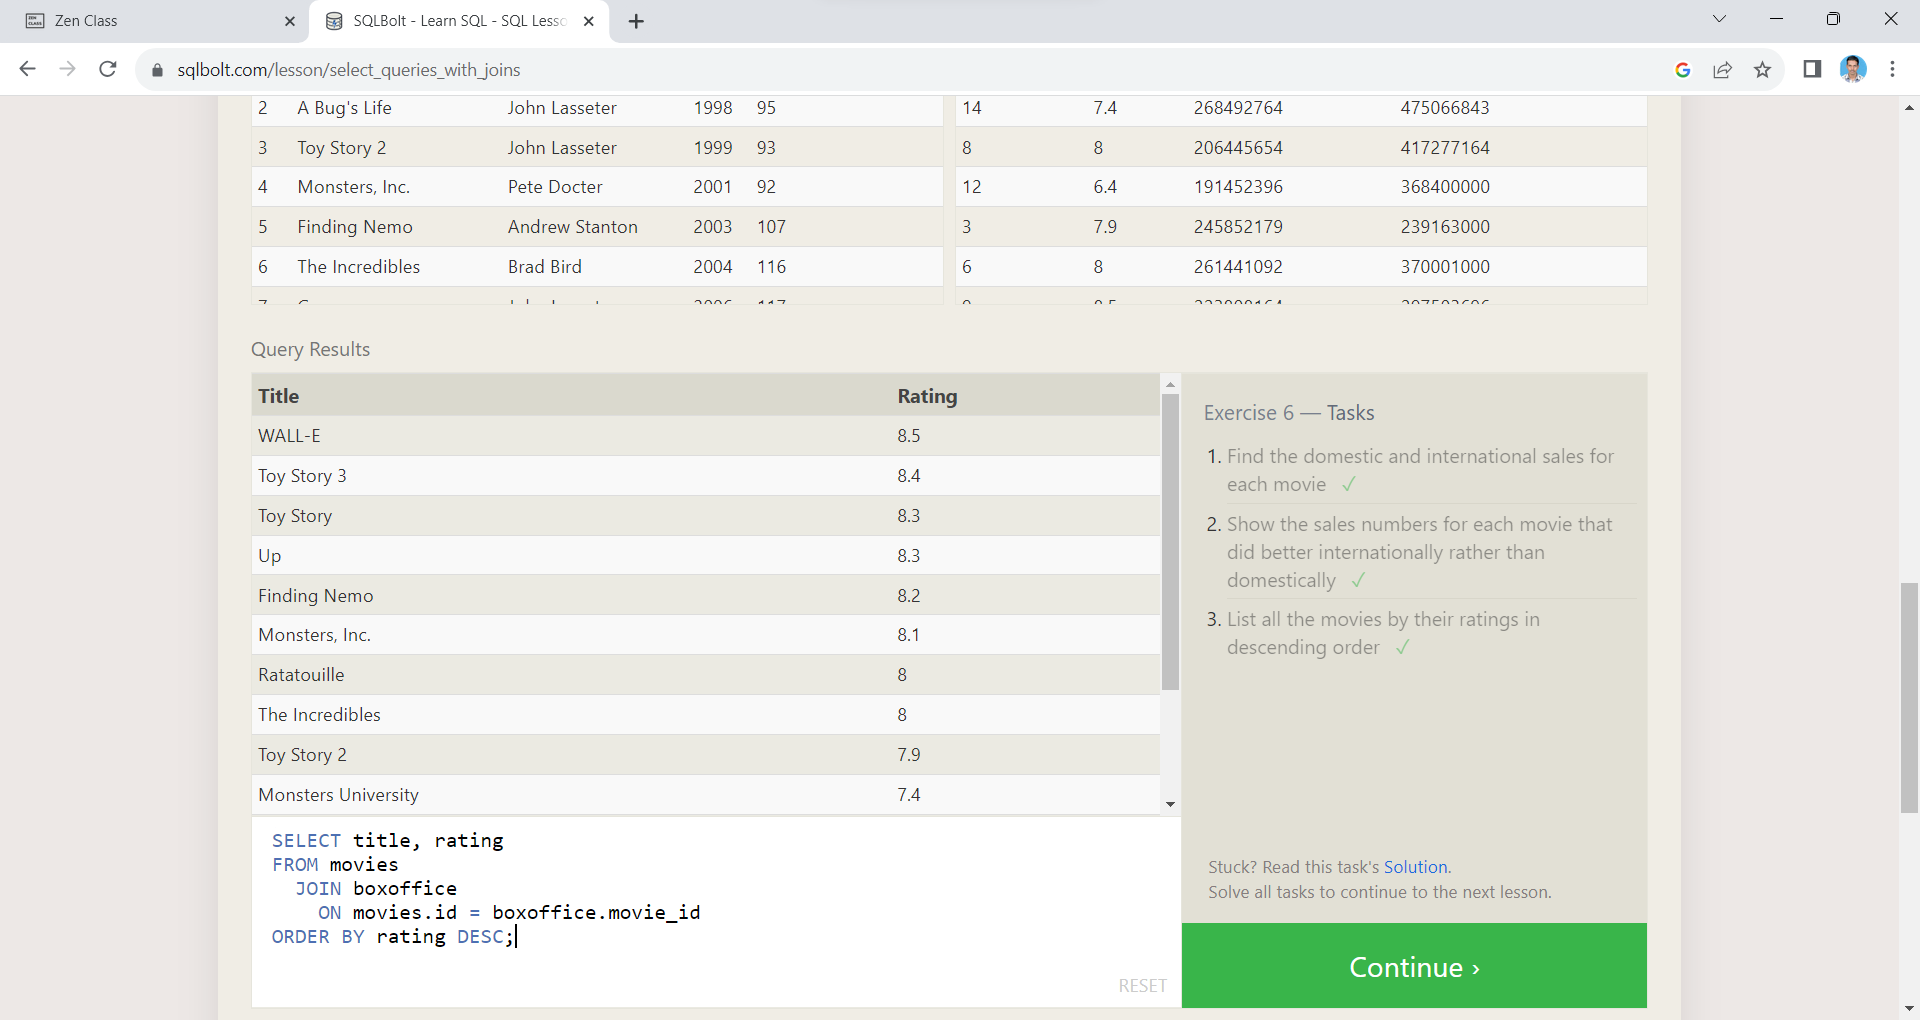 Zen Class
SQLBolt - Learn SQL - SQL Lesso
sqlbolt.com/lesson/select_queries_with_joins
2 A Bug's Life John Lasseter 1998 95
14 7.4 268492764 475066843
3 Toy Story 2 John Lasseter 1999 93
8 8 206445654 417277164
4 Monsters, Inc. Pete Docter 2001 92
12 6.4 191452396 368400000
5 Finding Nemo Andrew Stanton 2003 107
3 7.9 245852179 239163000
6 The Incredibles Brad Bird 2004 116
6 8 261441092 370001000
Query Results
Title Rating
WALL-E 8.5
Toy Story 3 8.4
Toy Story 8.3
Up 8.3
Finding Nemo 8.2
Monsters, Inc. 8.1
Ratatouille 8
The Incredibles 8
Toy Story 2 7.9
Monsters University 7.4
SELECT title, rating
FROM movies
JOIN boxoffice
ON movies.id = boxoffice.movie_id
ORDER BY rating DESC;
RESET
Exercise 6 — Tasks
1. Find the domestic and international sales for
each movie ✓
2. Show the sales numbers for each movie that
did better internationally rather than
domestically ✓
3. List all the movies by their ratings in
descending order ✓
Stuck? Read this task's Solution.
Solve all tasks to continue to the next lesson.
Continue ›